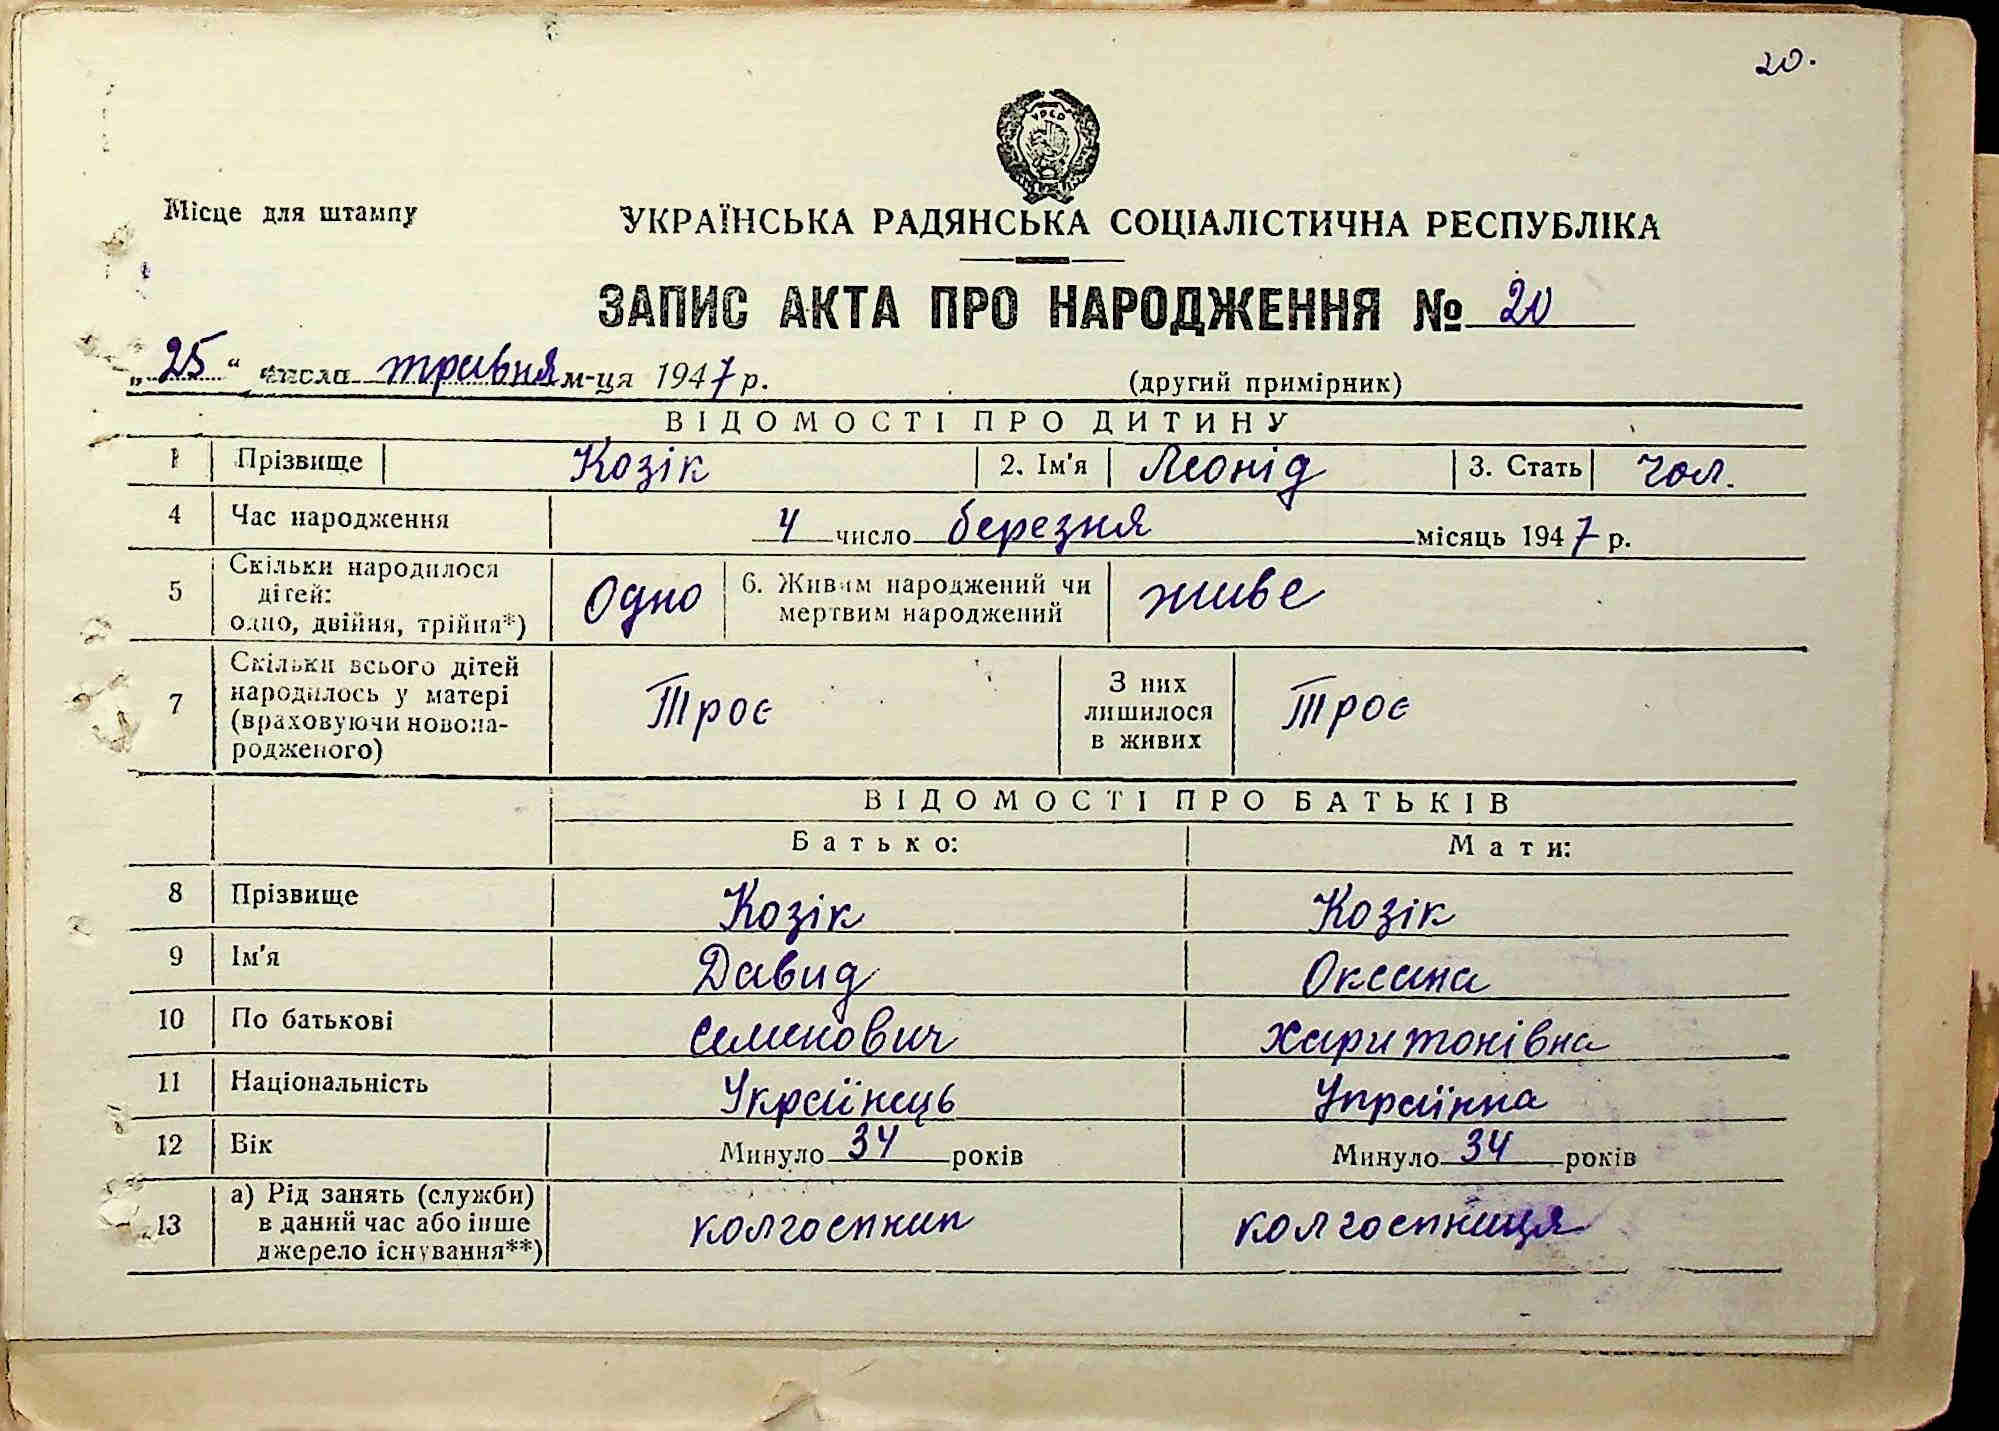 20.
УРСР
Місце для штампу
УКРАЇНСЬКА РАДЯНСЬКА СОЦІАЛІСТИЧНА РЕСПУБЛІКА
ЗАПИС АКТА ПРО НАРОДЖЕННЯ № 20
„25“ числа травня м-ця 1947 р. (другий примірник)
ВІДОМОСТІ ПРО ДИТИНУ
1 Прізвище Козік 2. Ім'я Леонід 3. Стать чол.
4 Час народження 4 число березня місяць 1947 р.
5 Скільки народилося дітей: одно, двійня, трійня*) Одно 6. Живим народжений чи мертвим народжений живе
7 Скільки всього дітей народилось у матері (враховуючи новонародженого) Троє З них лишилося в живих Троє
ВІДОМОСТІ ПРО БАТЬКІВ
Батько: Мати:
8 Прізвище Козік Козік
9 Ім'я Давид Оксана
10 По батькові Семенович Харитонівна
11 Національність Українець Українка
12 Вік Минуло 34 років Минуло 34 років
13 а) Рід занять (служби) в даний час або інше джерело існування**) колгоспник колгоспниця